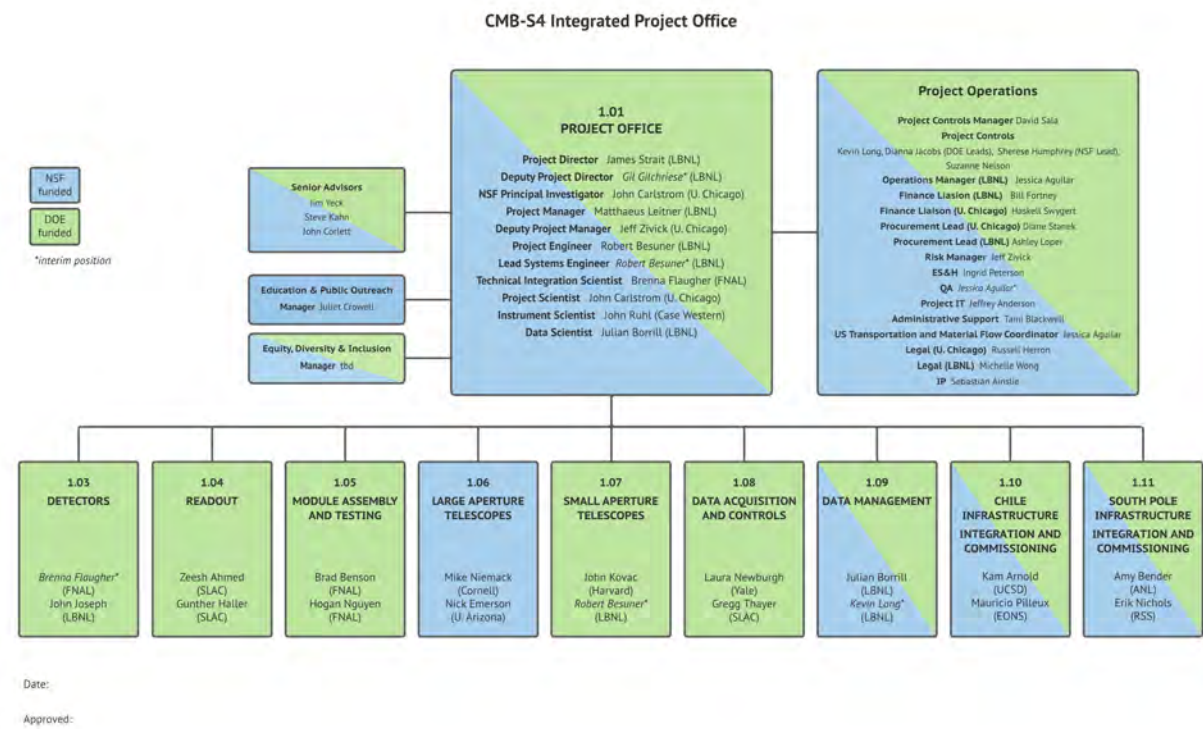 CMB-S4 Integrated Project Office
NSF
funded
DOE
funded
*interim position
Senior Advisors
Jim Yeck
Steve Kahn
John Corlett
Education & Public Outreach
Manager Juliet Crowell
Equity, Diversity & Inclusion
Manager tbd
1.01
PROJECT OFFICE
Project Director James Strait (LBNL)
Deputy Project Director Gil Gilchriese* (LBNL)
NSF Principal Investigator John Carlstrom (U. Chicago)
Project Manager Matthaeus Leitner (LBNL)
Deputy Project Manager Jeff Zivick (U. Chicago)
Project Engineer Robert Besuner (LBNL)
Lead Systems Engineer Robert Besuner* (LBNL)
Technical Integration Scientist Brenna Flaugher (FNAL)
Project Scientist John Carlstrom (U. Chicago)
Instrument Scientist John Ruhl (Case Western)
Data Scientist Julian Borrill (LBNL)
Project Operations
Project Controls Manager David Sala
Project Controls
Kevin Long, Dianna Jacobs (DOE Leads), Sherese Humphrey (NSF Lead),
Suzanne Nelson
Operations Manager (LBNL) Jessica Aguilar
Finance Liasion (LBNL) Bill Fortney
Finance Liaison (U. Chicago) Haskell Swygert
Procurement Lead (U. Chicago) Diane Stanek
Procurement Lead (LBNL) Ashley Loper
Risk Manager Jeff Zivick
ES&H Ingrid Peterson
QA Jessica Aguilar*
Project IT Jeffrey Anderson
Administrative Support Tami Blackwell
US Transportation and Material Flow Coordinator Jessica Aguilar
Legal (U. Chicago) Russell Herron
Legal (LBNL) Michelle Wong
IP Sebastian Ainslie
1.03
DETECTORS
Brenna Flaugher*
(FNAL)
John Joseph
(LBNL)
1.04
READOUT
Zeesh Ahmed
(SLAC)
Gunther Haller
(SLAC)
1.05
MODULE ASSEMBLY
AND TESTING
Brad Benson
(FNAL)
Hogan Nguyen
(FNAL)
1.06
LARGE APERTURE
TELESCOPES
Mike Niemack
(Cornell)
Nick Emerson
(U. Arizona)
1.07
SMALL APERTURE
TELESCOPES
John Kovac
(Harvard)
Robert Besuner*
(LBNL)
1.08
DATA ACQUISITION
AND CONTROLS
Laura Newburgh
(Yale)
Gregg Thayer
(SLAC)
1.09
DATA MANAGEMENT
Julian Borrill
(LBNL)
Kevin Long*
(LBNL)
1.10
CHILE
INFRASTRUCTURE
INTEGRATION AND
COMMISSIONING
Kam Arnold
(UCSD)
Mauricio Pilleux
(EONS)
1.11
SOUTH POLE
INFRASTRUCTURE
INTEGRATION AND
COMMISSIONING
Amy Bender
(ANL)
Erik Nichols
(RSS)
Date:
Approved: